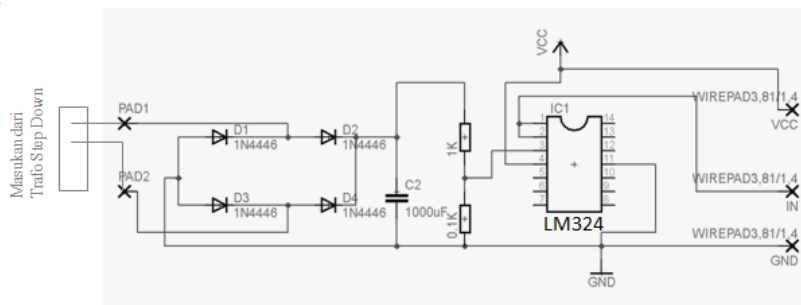 Masukan dari
Trafo Step Down
PAD1
PAD2
D1
1N4446
D2
1N4446
D3
1N4446
D4
1N4446
C2
1000uF
1K
0.1K
VCC
IC1
1
2
3
4
5
6
7
14
13
12
11
10
9
8
LM324
GND
WIREPAD3,81/1,4
VCC
WIREPAD3,81/1,4
IN
WIREPAD3,81/1,4
GND